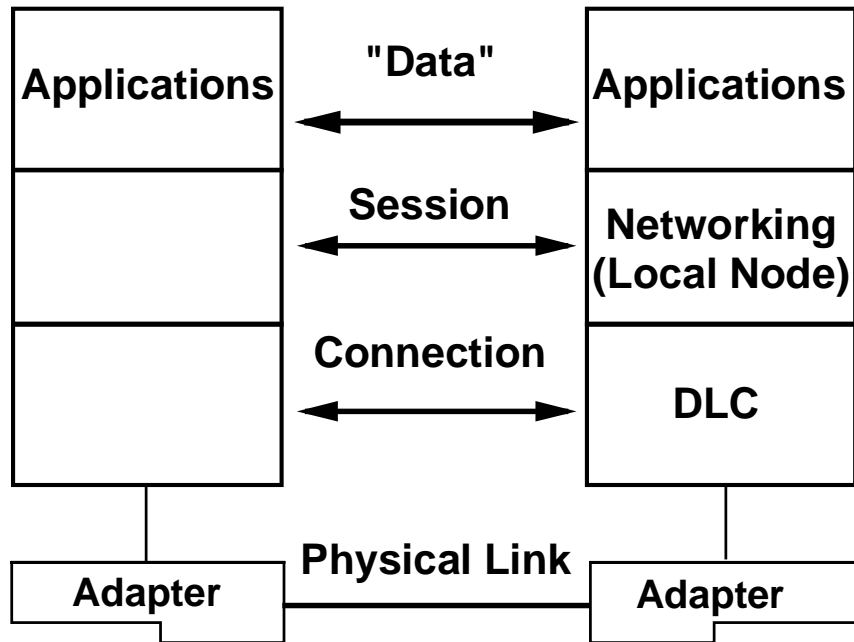 "Data"
Applications
Applications
Session
Networking
(Local Node)
Connection
DLC
Physical Link
Adapter
Adapter